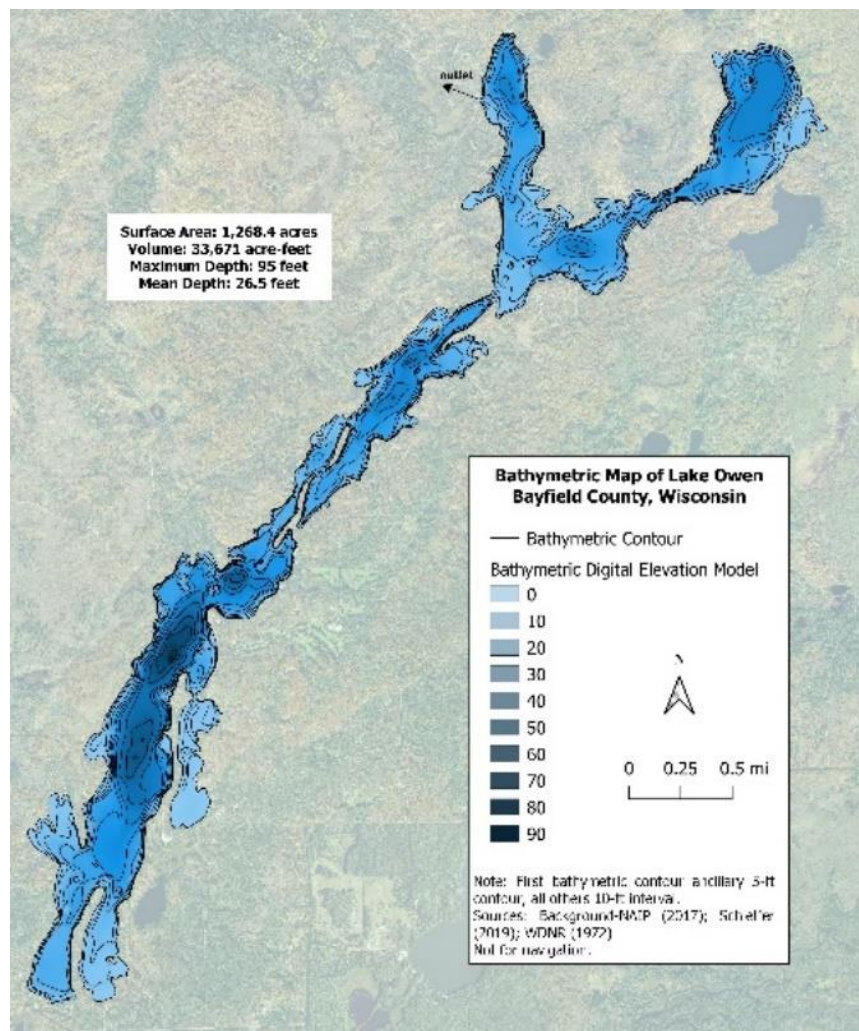 outlet
Surface Area: 1,268.4 acres
Volume: 33,671 acre-feet
Maximum Depth: 95 feet
Mean Depth: 26.5 feet
Bathymetric Map of Lake Owen
Bayfield County, Wisconsin
Bathymetric Contour
Bathymetric Digital Elevation Model
0
10
20
30
40
50
60
70
80
90
0 0.25 0.5 mi
Note: First bathymetric contour ancillary 5-ft
contour, all others 10-ft interval.
Sources: Background-NAIP (2017); Schieffer
(2019); WDNR (1972)
Not for navigation.